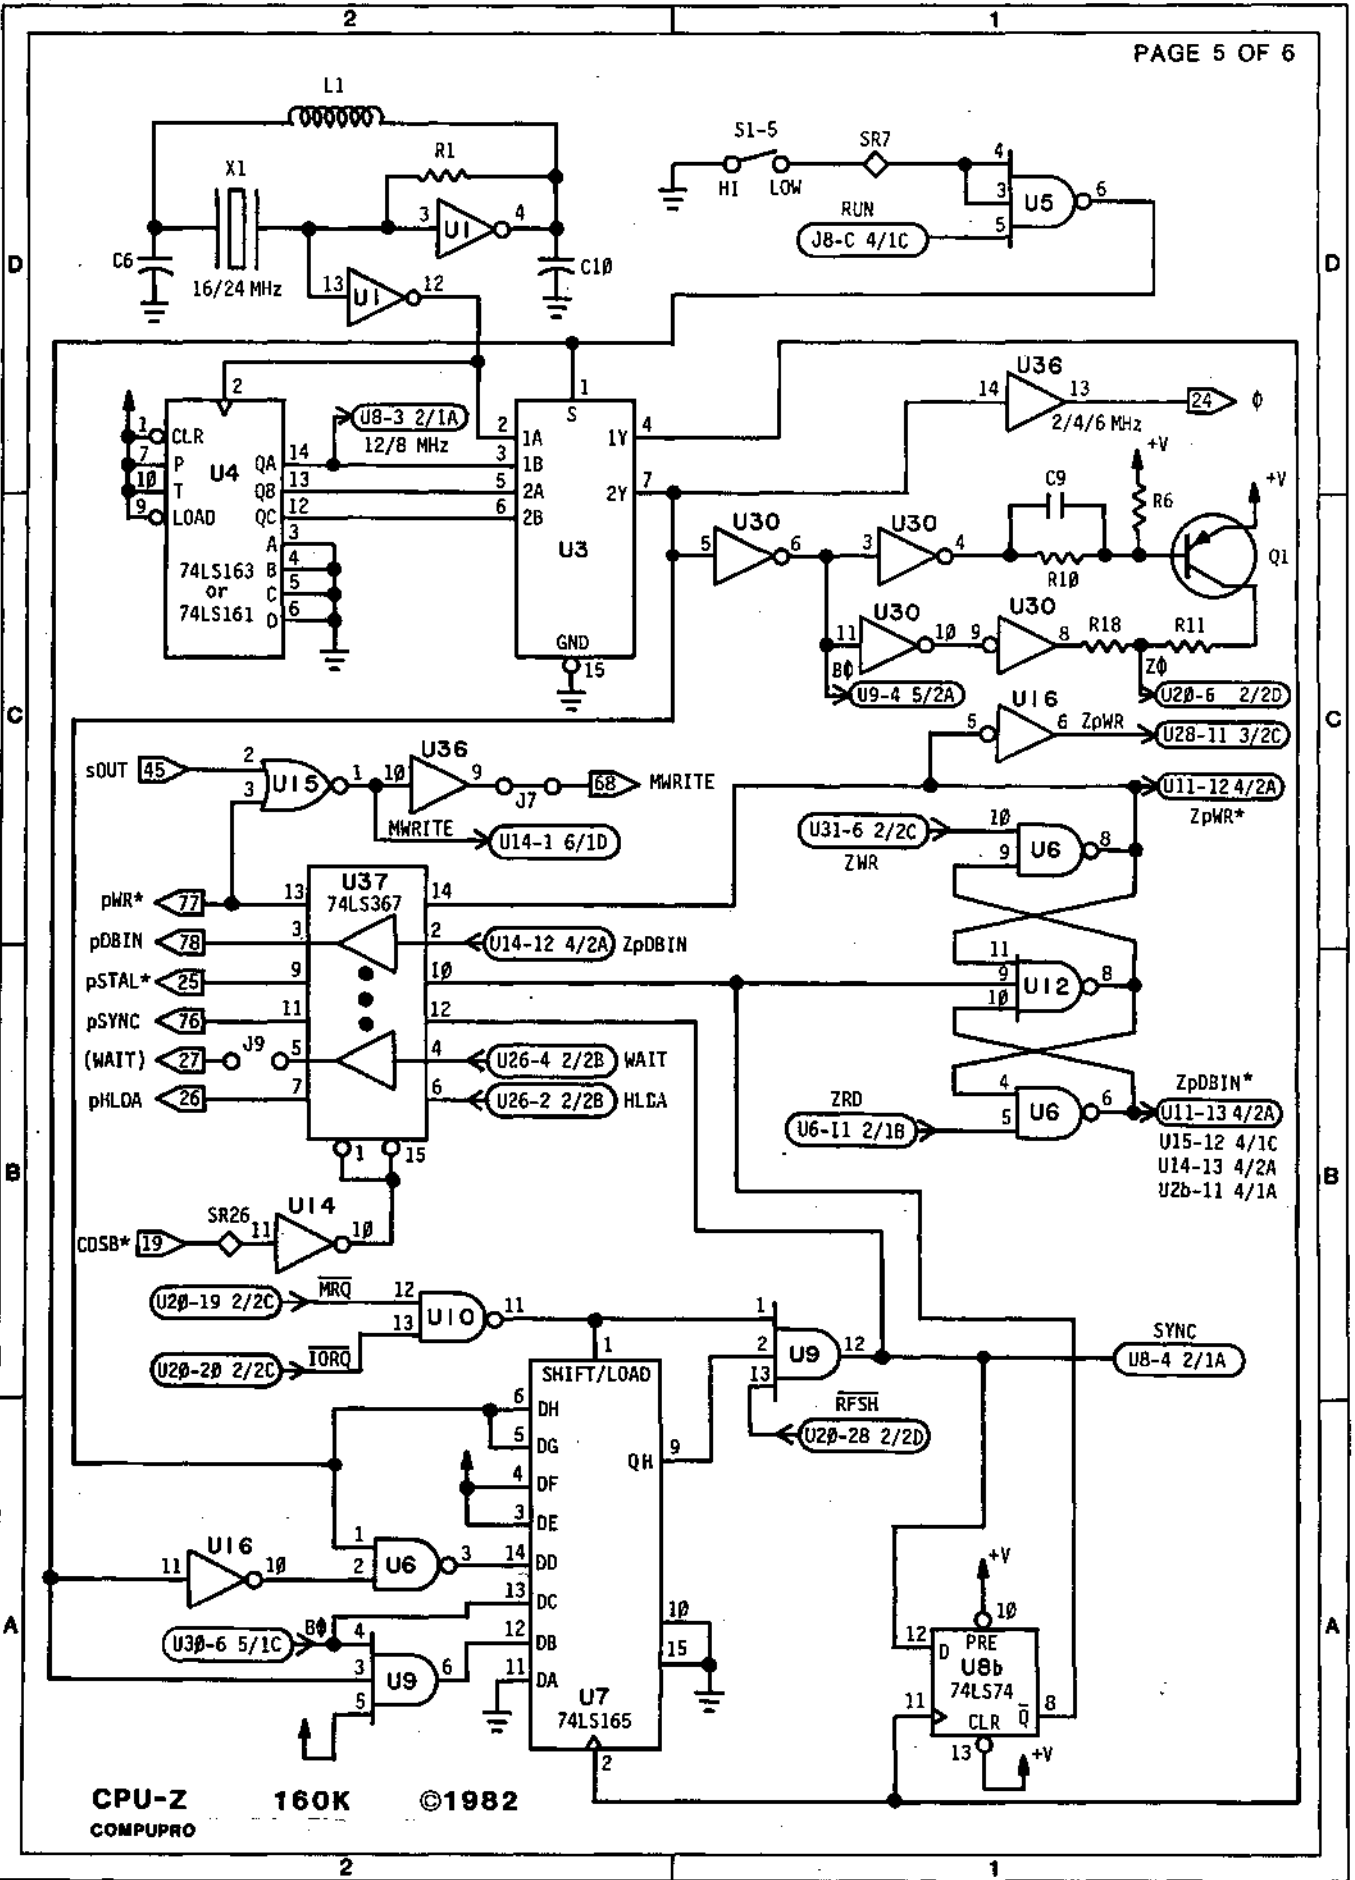 2 1
PAGE 5 OF 6
L1
S1-5
SR7
R1
X1
4
HI LOW
3 U5 6
RUN
3 U1 4
5
J8-C 4/1C
D D
C6
C10
16/24 MHz
13 U1 12
U36
2
1
14 13
24 ϕ
U8-3 2/1A
S
2/4/6 MHz
12/8 MHz
+V
1 CLR
2 1A 1Y 4
7 P U4 QA 14
3 1B
C9
+V
10 T QB 13
5 2A 2Y 7
R6
9 LOAD QC 12
6 2B
U30 U30
A 3
U3
5 6 3 4
Q1
74LS163 B 4
R10
or C 5
74LS161 D 6
U30 U30
GND
11 10 9 8 R18 R11
15
Bϕ
Zϕ
U9-4 5/2A
U20-6 2/2D
C C
U16
5 6 ZpWR
U28-11 3/2C
U36
sOUT 45 2
U15 1 10 9
68 MWRITE
3
J7
U11-12 4/2A
ZpWR*
MWRITE
U14-1 6/1D
U31-6 2/2C 10
U6 8
ZWR 9
U37
pWR* 77 13 74LS367 14
pDBIN 78 3 2 U14-12 4/2A ZpDBIN
11
pSTAL* 25 9 10
9 U12 8
10
pSYNC 76 11 12
J9
(WAIT) 27 5 4 U26-4 2/2B WAIT
pHLDA 26 7 6 U26-2 2/2B HLDA
4
ZpDBIN*
ZRD U6 6 U11-13 4/2A
U6-11 2/1B 5
U15-12 4/1C
1 15
U14-13 4/2A
B B
U2b-11 4/1A
U14
SR26
CDSB* 19 11 10
U20-19 2/2C MRQ 12
U10 11
13
1
SYNC
IORQ
U20-20 2/2C
1
2 U9 12
U8-4 2/1A
SHIFT/LOAD
13
6 DH
RFSH
U20-28 2/2D
5 DG
QH 9
4 DF
3 DE
U16
1
U6 3 14 DD
11 10 2
+V
13 DC
10
10
A A
U30-6 5/1C Bϕ 4
12 DB
12 D PRE
15
U8b
3 U9 6
11 DA
74LS74
5
U7
11 Q 8
74LS165
CLR
13 +V
2
CPU-Z 160K ©1982
COMPUPRO
2 1